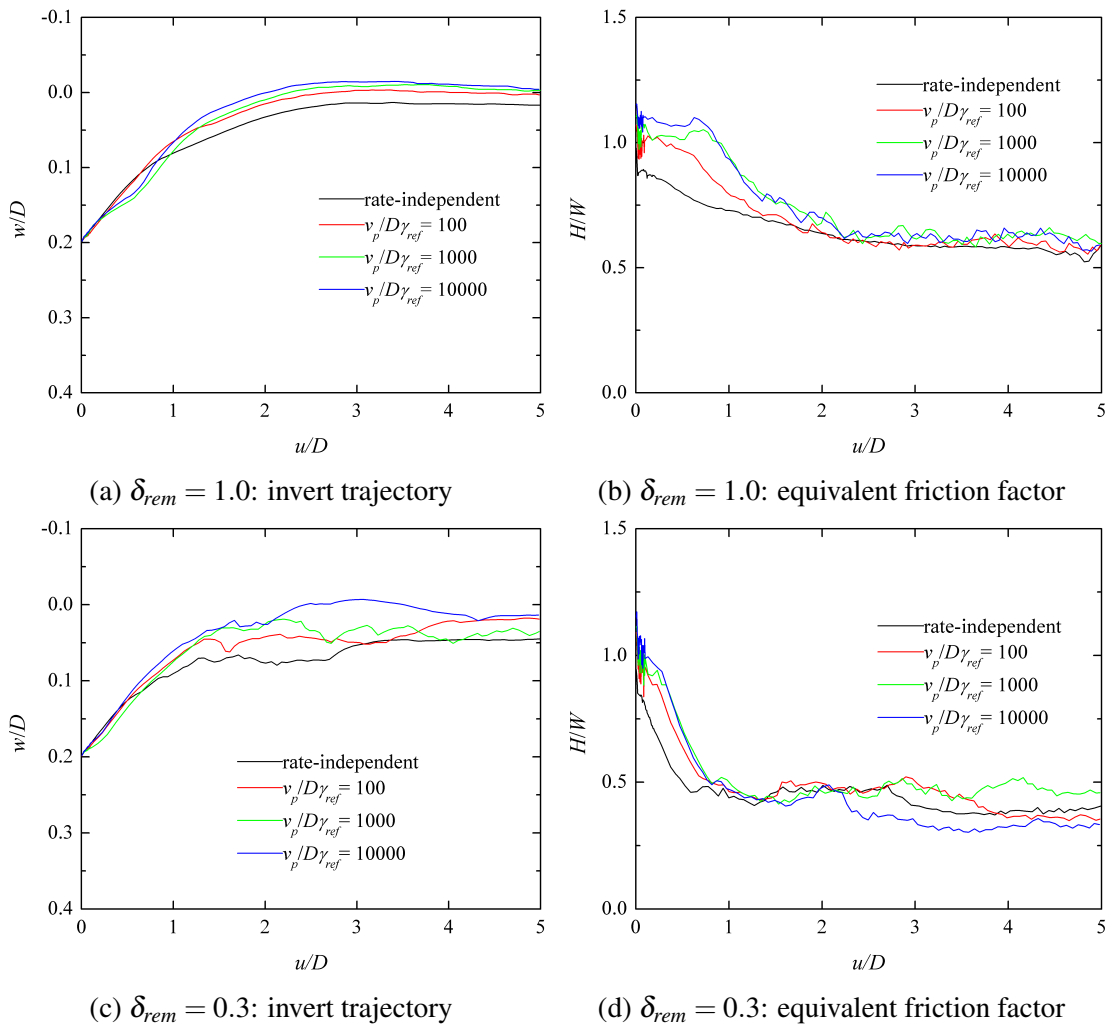 -0.1
0.0
0.1
0.2
0.3
0.4
w/D
0 1 2 3 4 5
u/D
rate-independent
v_p/Dγ_ref = 100
v_p/Dγ_ref = 1000
v_p/Dγ_ref = 10000
(a) δ_rem = 1.0: invert trajectory
1.5
1.0
0.5
0.0
H/W
0 1 2 3 4 5
u/D
rate-independent
v_p/Dγ_ref = 100
v_p/Dγ_ref = 1000
v_p/Dγ_ref = 10000
(b) δ_rem = 1.0: equivalent friction factor
-0.1
0.0
0.1
0.2
0.3
0.4
w/D
0 1 2 3 4 5
u/D
rate-independent
v_p/Dγ_ref = 100
v_p/Dγ_ref = 1000
v_p/Dγ_ref = 10000
(c) δ_rem = 0.3: invert trajectory
1.5
1.0
0.5
0.0
H/W
0 1 2 3 4 5
u/D
rate-independent
v_p/Dγ_ref = 100
v_p/Dγ_ref = 1000
v_p/Dγ_ref = 10000
(d) δ_rem = 0.3: equivalent friction factor